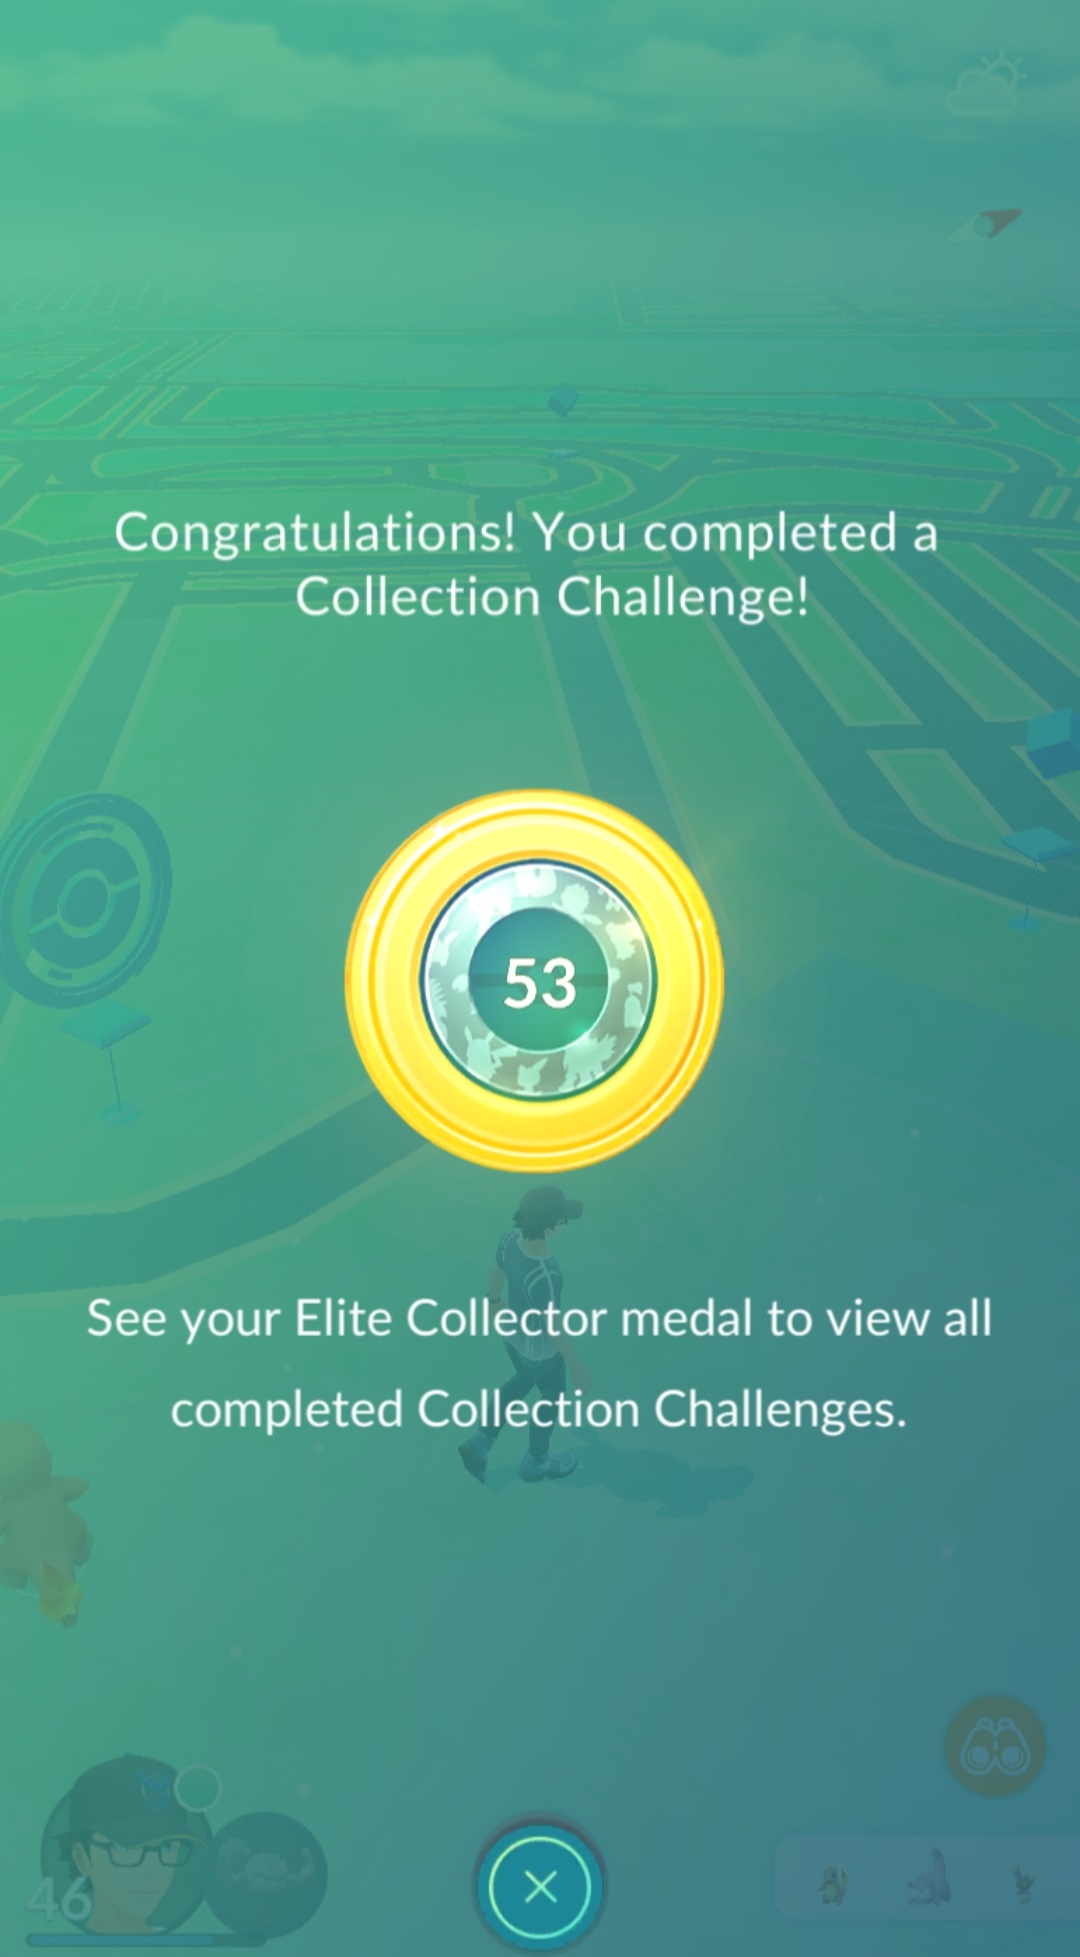 Congratulations! You completed a
Collection Challenge!
53
See your Elite Collector medal to view all
completed Collection Challenges.
46